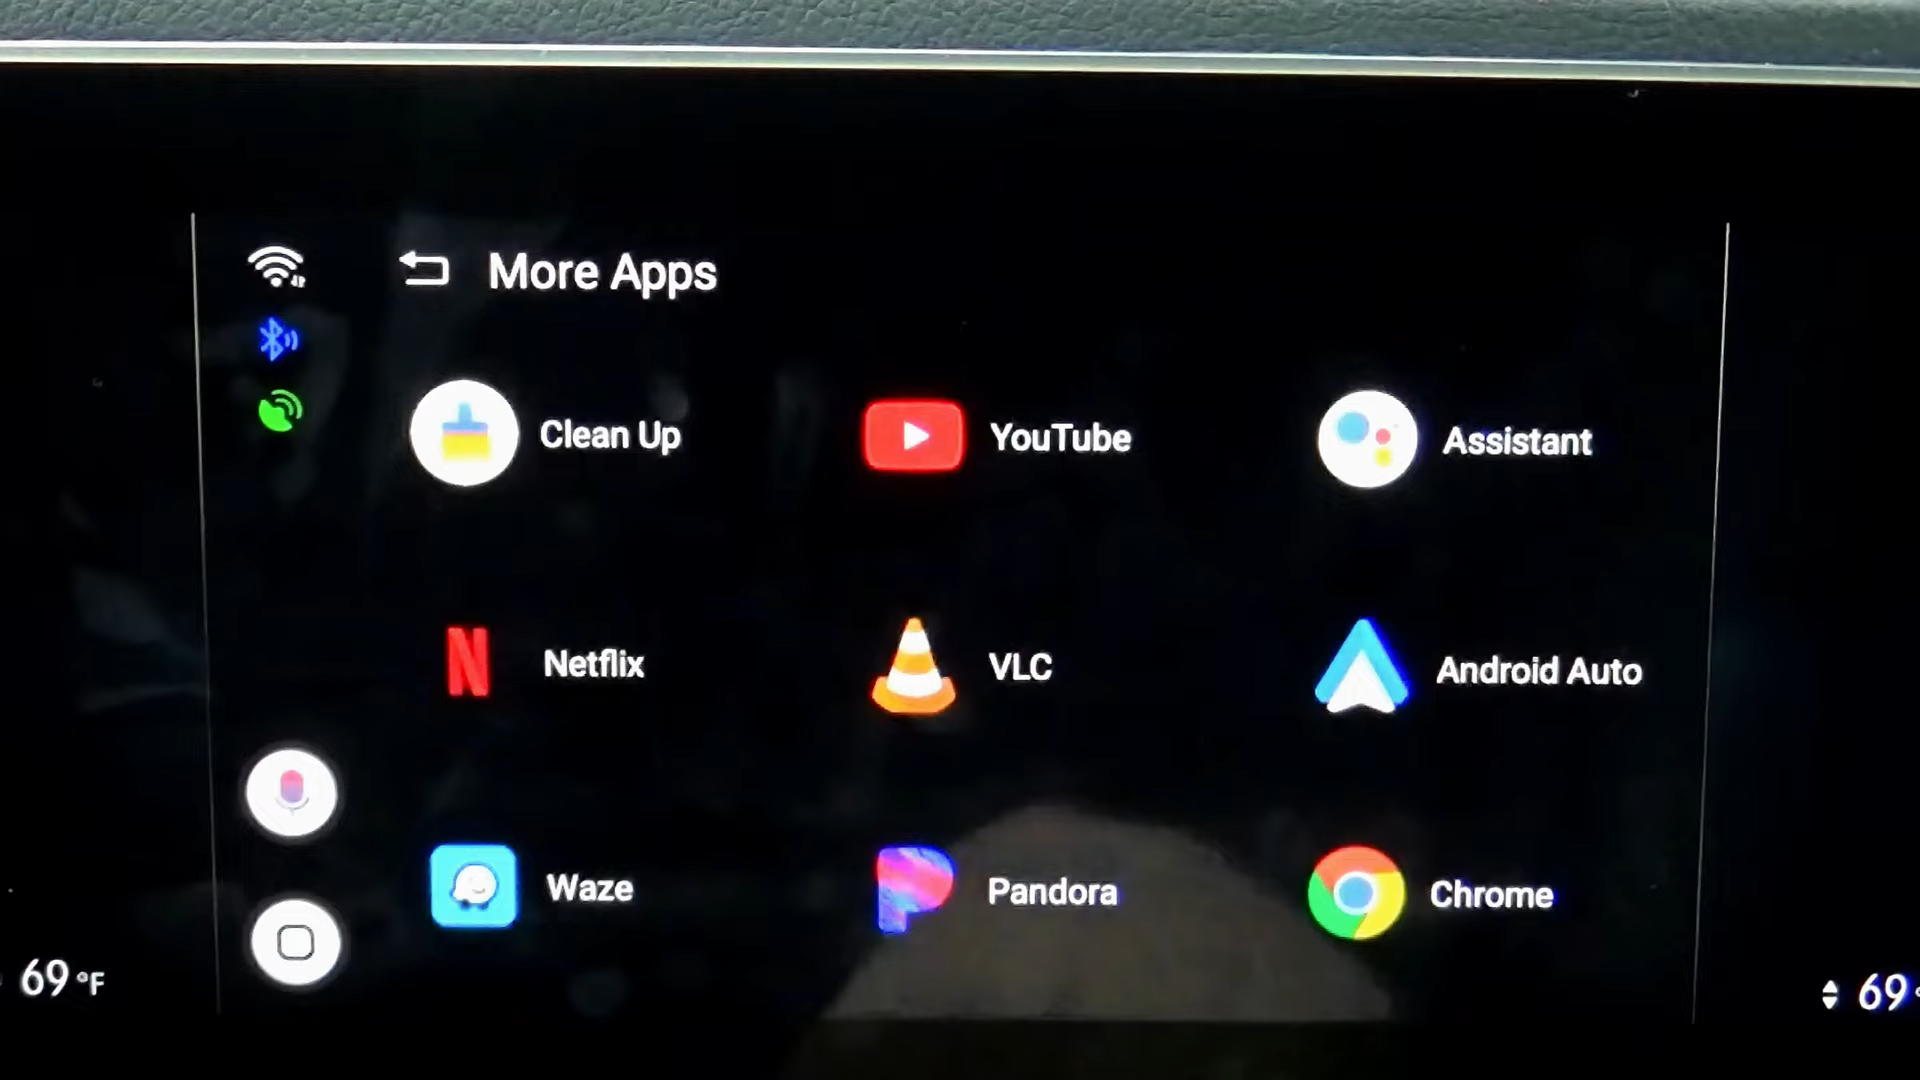 More Apps
Clean Up
YouTube
Assistant
Netflix
VLC
Android Auto
Waze
Pandora
Chrome
69 °F
69